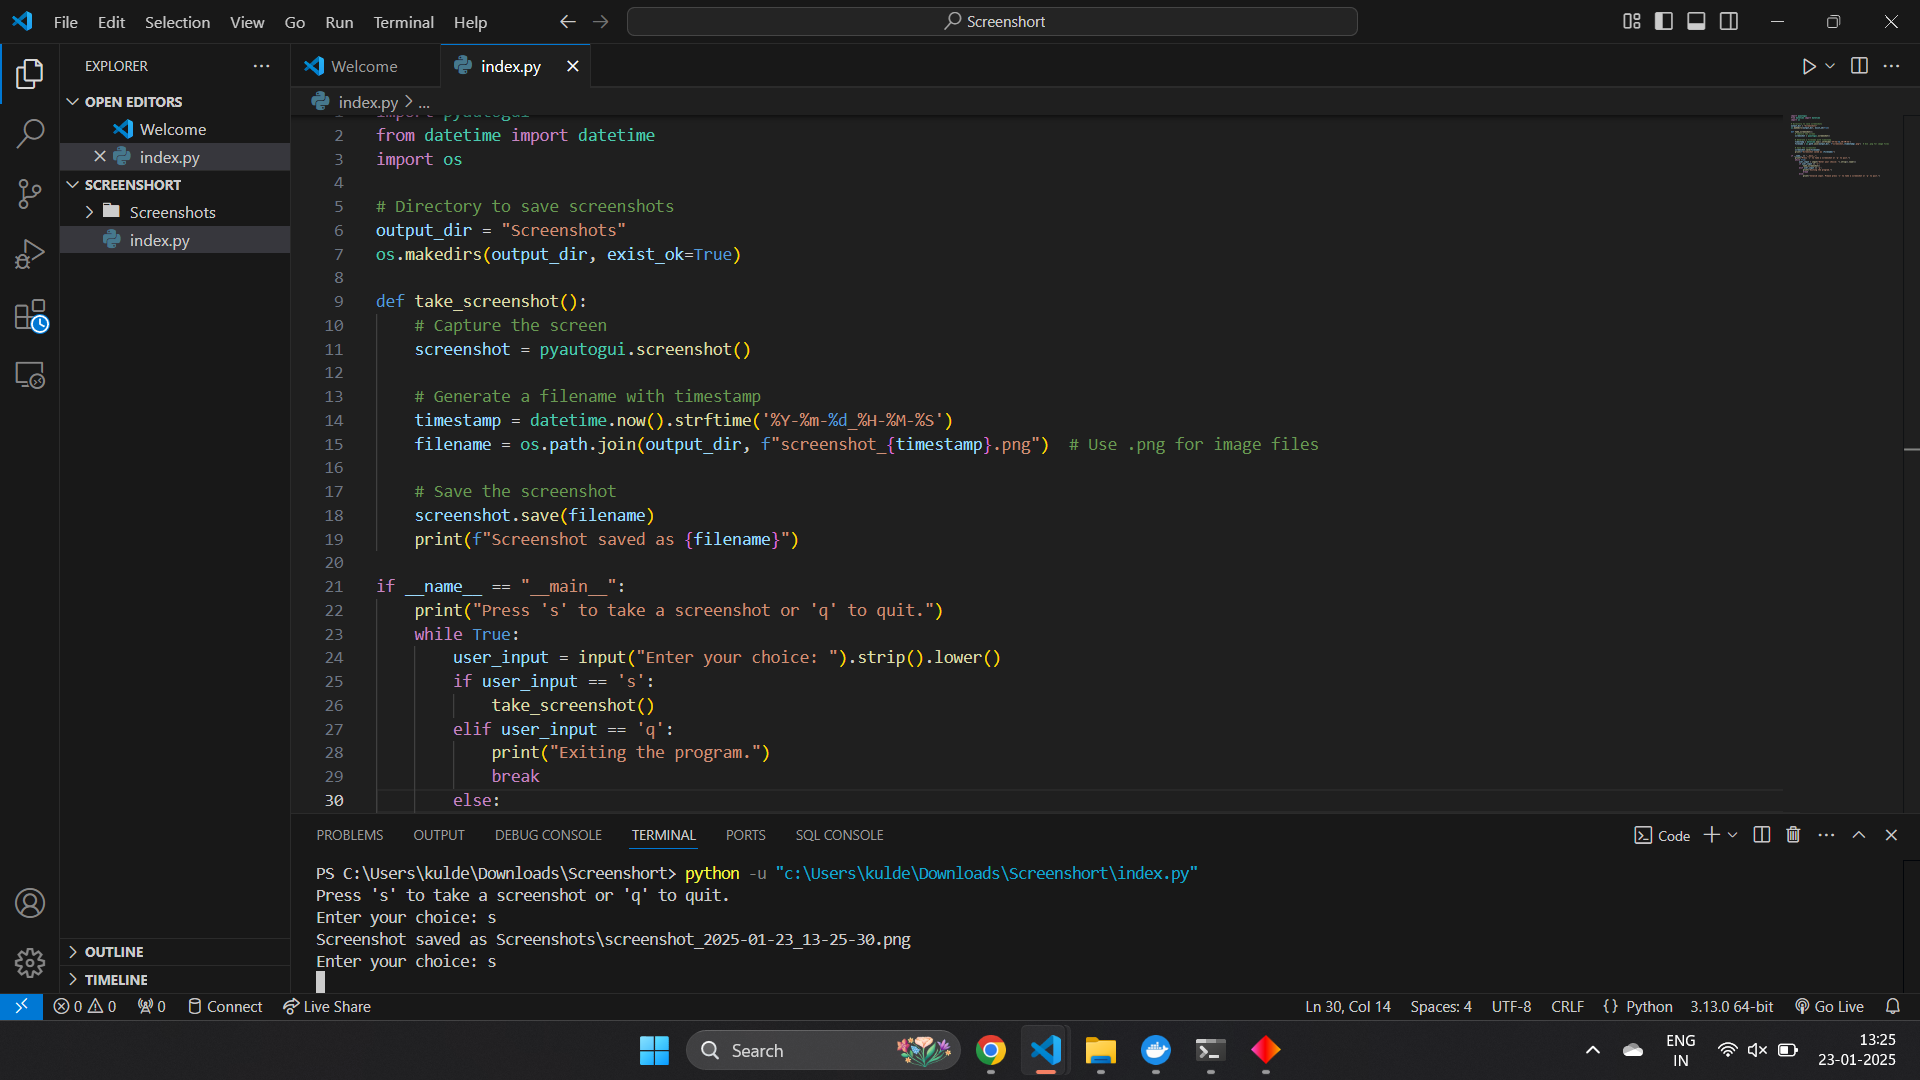 File Edit Selection View Go Run Terminal Help
Screenshort
EXPLORER
OPEN EDITORS
Welcome
index.py
SCREENSHORT
Screenshots
index.py
OUTLINE
TIMELINE
Welcome
index.py
index.py > ...
1 import pyautogui
2 from datetime import datetime
3 import os
4
5 # Directory to save screenshots
6 output_dir = "Screenshots"
7 os.makedirs(output_dir, exist_ok=True)
8
9 def take_screenshot():
10 # Capture the screen
11 screenshot = pyautogui.screenshot()
12
13 # Generate a filename with timestamp
14 timestamp = datetime.now().strftime('%Y-%m-%d_%H-%M-%S')
15 filename = os.path.join(output_dir, f"screenshot_{timestamp}.png") # Use .png for image files
16
17 # Save the screenshot
18 screenshot.save(filename)
19 print(f"Screenshot saved as {filename}")
20
21 if __name__ == "__main__":
22 print("Press 's' to take a screenshot or 'q' to quit.")
23 while True:
24 user_input = input("Enter your choice: ").strip().lower()
25 if user_input == 's':
26 take_screenshot()
27 elif user_input == 'q':
28 print("Exiting the program.")
29 break
30 else:
PROBLEMS OUTPUT DEBUG CONSOLE TERMINAL PORTS SQL CONSOLE
Code
PS C:\Users\kulde\Downloads\Screenshort> python -u "c:\Users\kulde\Downloads\Screenshort\index.py"
Press 's' to take a screenshot or 'q' to quit.
Enter your choice: s
Screenshot saved as Screenshots\screenshot_2025-01-23_13-25-30.png
Enter your choice: s
0 0 0 Connect Live Share
Ln 30, Col 14 Spaces: 4 UTF-8 CRLF {} Python 3.13.0 64-bit Go Live
Search
ENG
IN
13:25
23-01-2025